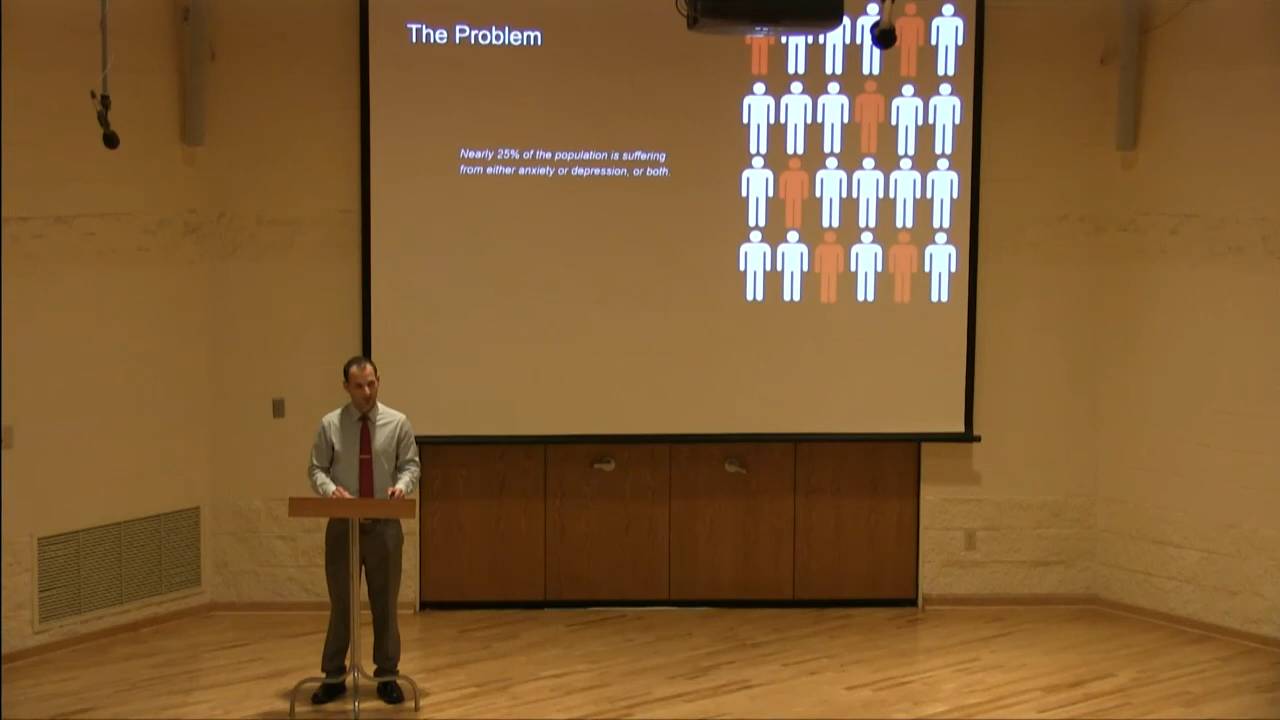 The Problem
Nearly 25% of the population is suffering
from either anxiety or depression, or both.